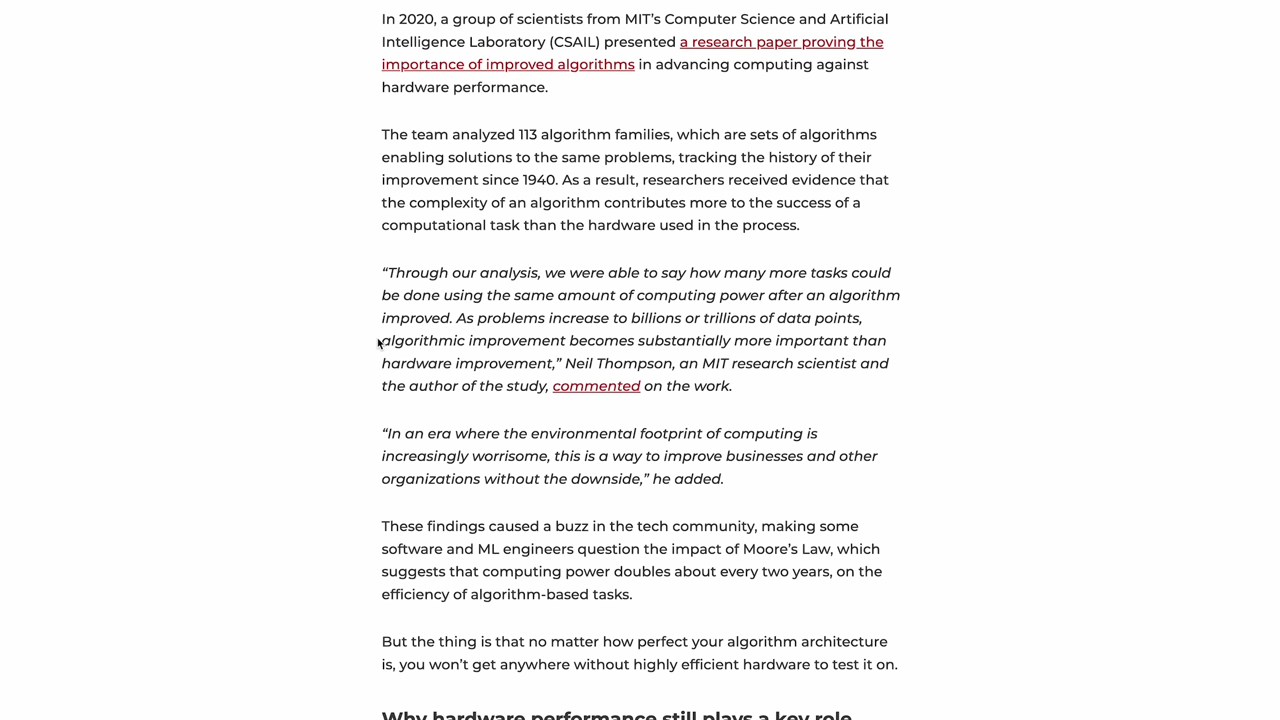 In 2020, a group of scientists from MIT’s Computer Science and Artificial
Intelligence Laboratory (CSAIL) presented a research paper proving the
importance of improved algorithms in advancing computing against
hardware performance.
The team analyzed 113 algorithm families, which are sets of algorithms
enabling solutions to the same problems, tracking the history of their
improvement since 1940. As a result, researchers received evidence that
the complexity of an algorithm contributes more to the success of a
computational task than the hardware used in the process.
“Through our analysis, we were able to say how many more tasks could
be done using the same amount of computing power after an algorithm
improved. As problems increase to billions or trillions of data points,
algorithmic improvement becomes substantially more important than
hardware improvement,” Neil Thompson, an MIT research scientist and
the author of the study, commented on the work.
“In an era where the environmental footprint of computing is
increasingly worrisome, this is a way to improve businesses and other
organizations without the downside,” he added.
These findings caused a buzz in the tech community, making some
software and ML engineers question the impact of Moore’s Law, which
suggests that computing power doubles about every two years, on the
efficiency of algorithm-based tasks.
But the thing is that no matter how perfect your algorithm architecture
is, you won’t get anywhere without highly efficient hardware to test it on.
Why hardware performance still plays a key role